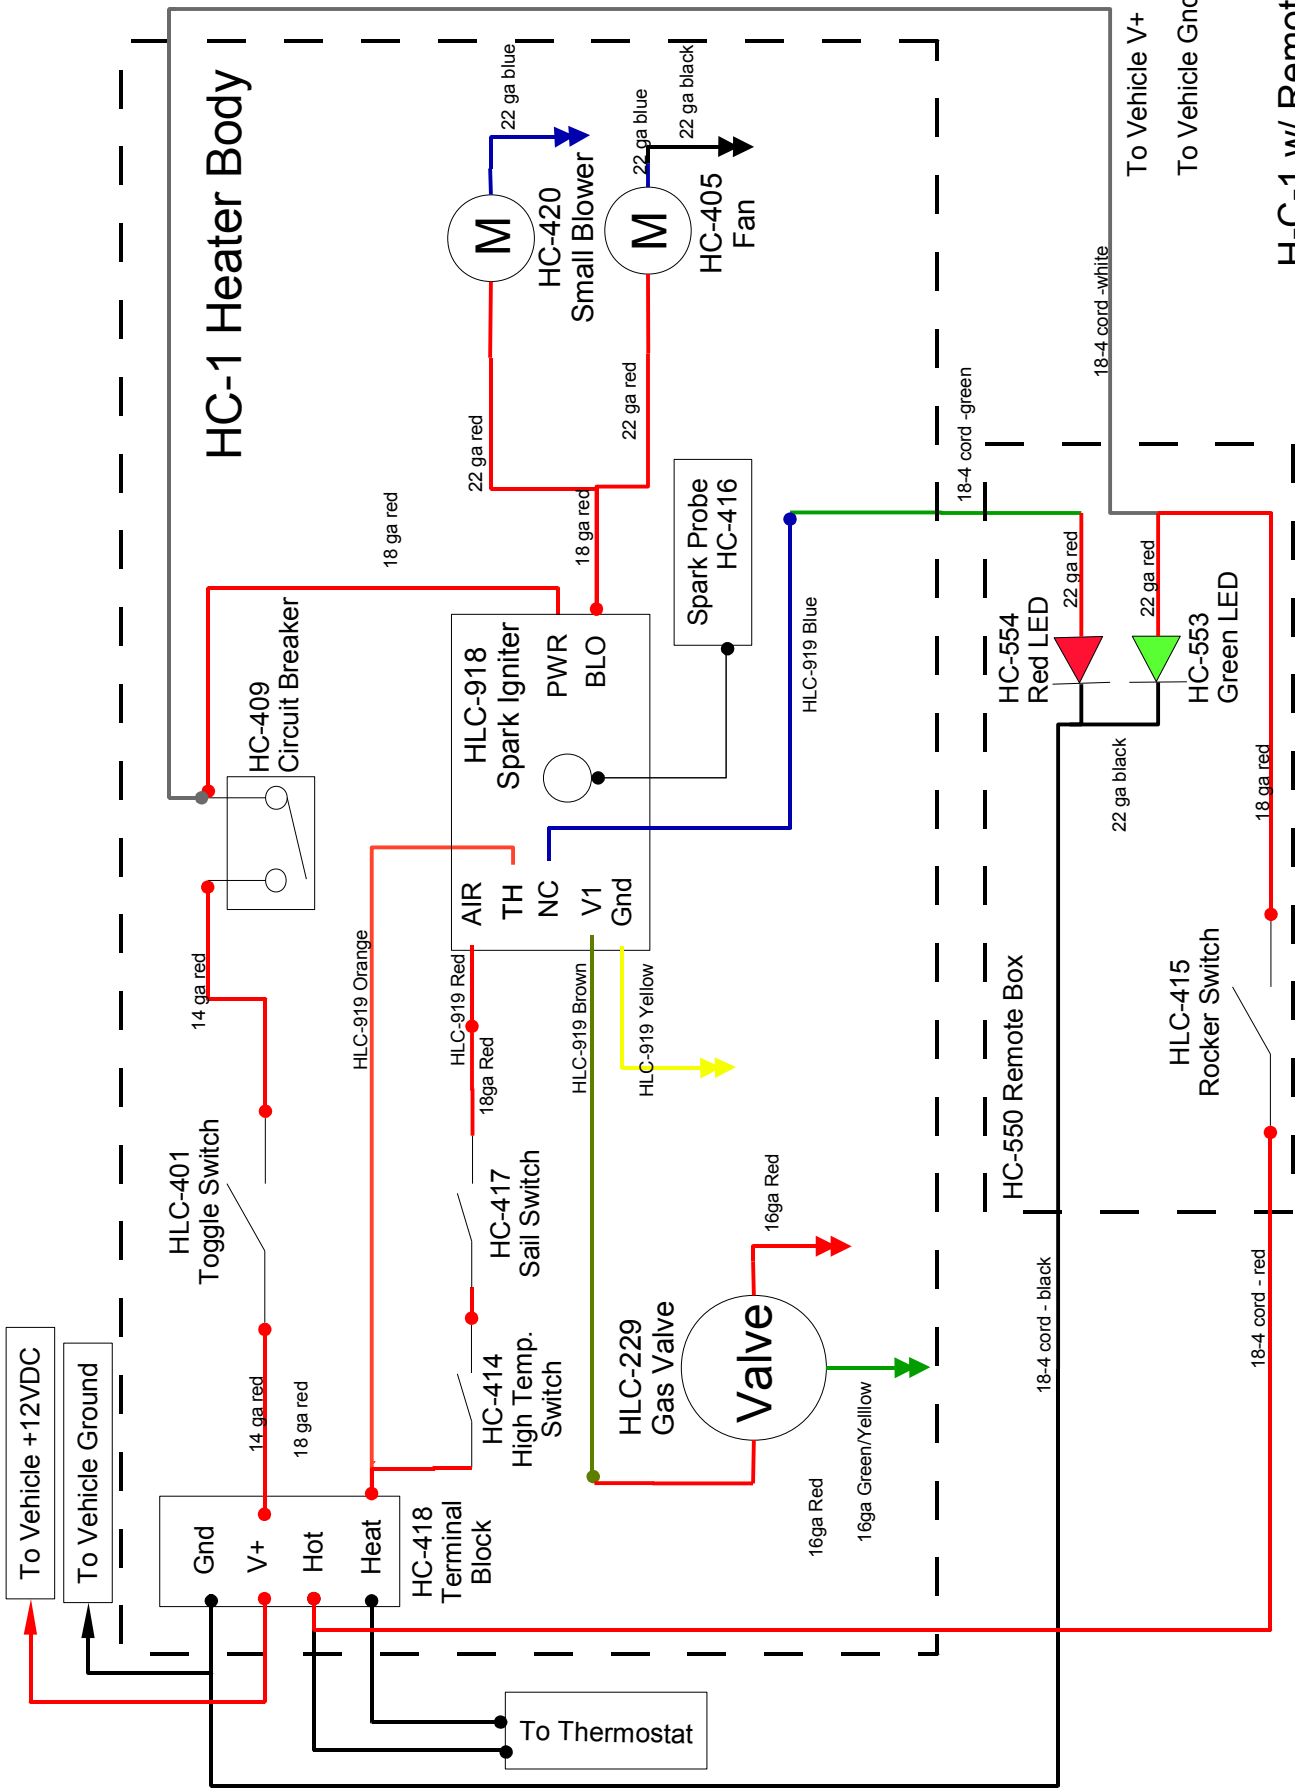 To Vehicle +12VDC
To Vehicle Ground
HC-1 Heater Body
Gnd
V+
Hot
Heat
HC-418
Terminal
Block
To Thermostat
14 ga red
18 ga red
HLC-401
Toggle Switch
14 ga red
HC-409
Circuit Breaker
18 ga red
HLC-919 Orange
HC-414
High Temp.
Switch
HC-417
Sail Switch
18ga Red
HLC-919 Red
HLC-918
Spark Igniter
AIR
TH
NC
V1
Gnd
PWR
BLO
HLC-919 Brown
HLC-919 Yellow
HLC-919 Blue
18 ga red
22 ga red
22 ga red
M
HC-420
Small Blower
22 ga blue
M
HC-405
Fan
22 ga blue
22 ga black
Spark Probe
HC-416
HLC-229
Gas Valve
Valve
16ga Red
16ga Red
16ga Green/Yelllow
18-4 cord -green
18-4 cord -white
18-4 cord - black
18-4 cord - red
HC-550 Remote Box
HC-554
Red LED
22 ga red
22 ga red
HC-553
Green LED
22 ga black
HLC-415
Rocker Switch
18 ga red
To Vehicle V+
To Vehicle Gnd